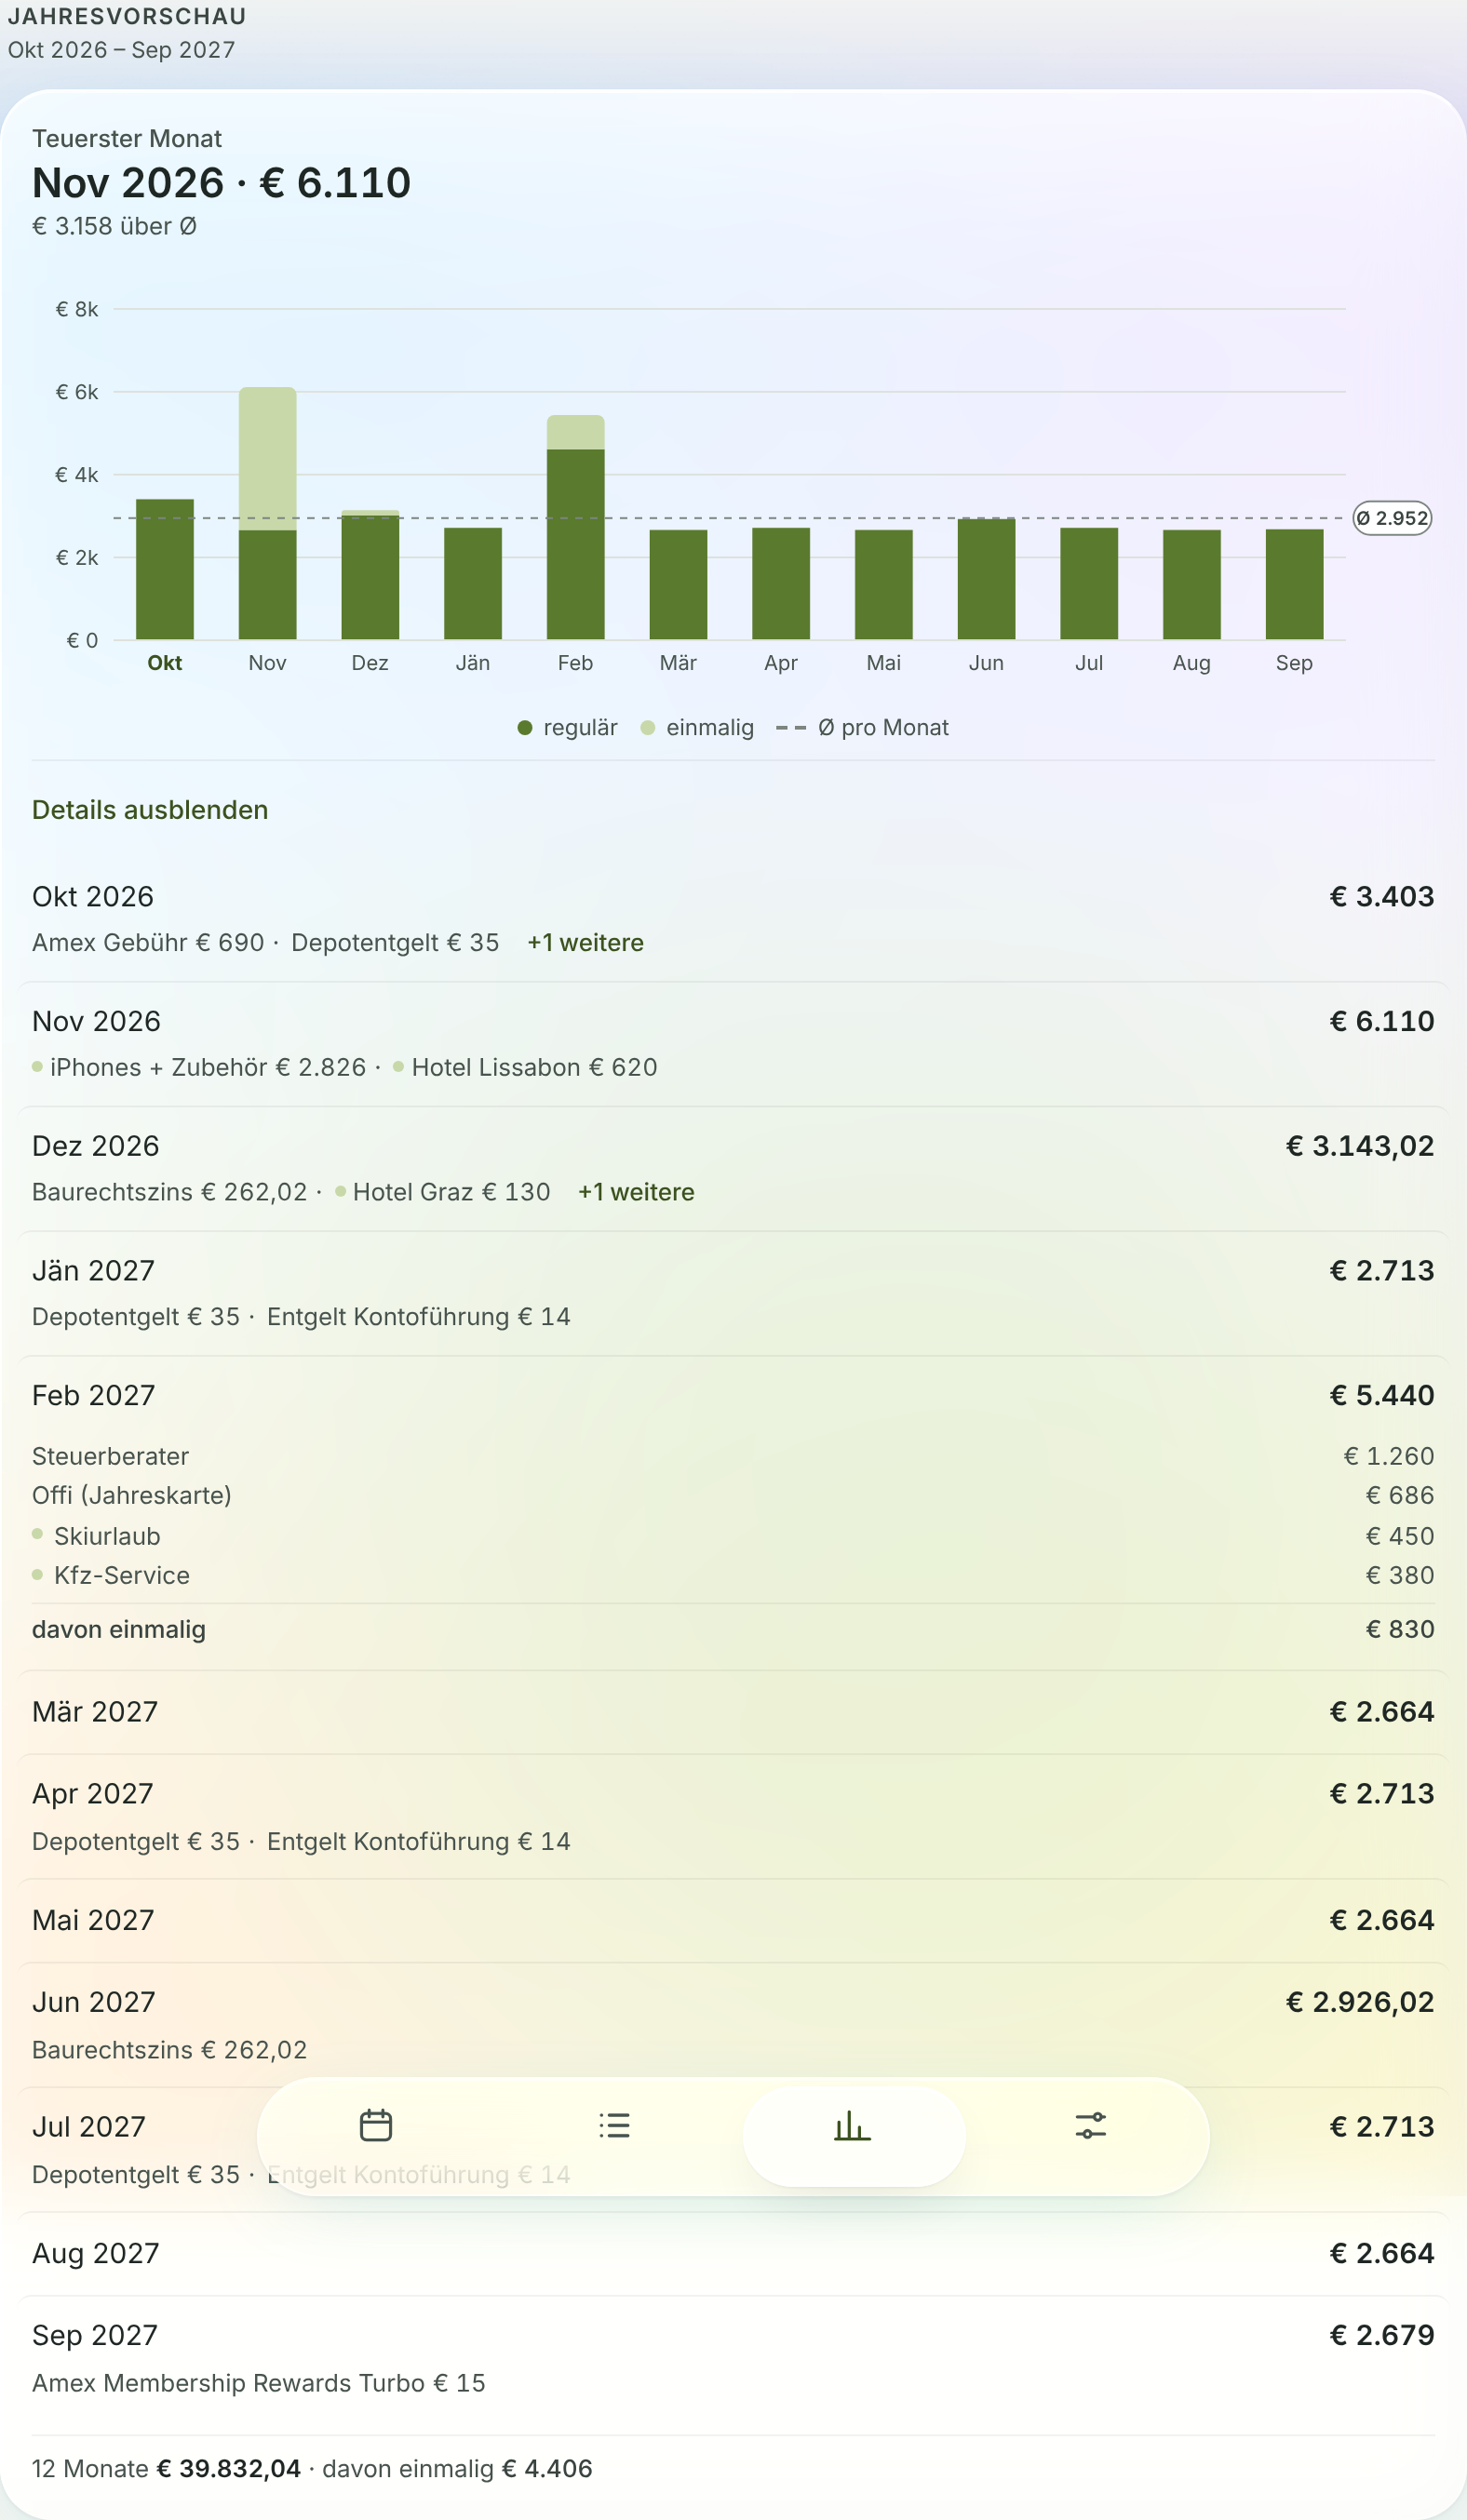 JAHRESVORSCHAU
Okt 2026 – Sep 2027
Teuerster Monat
Nov 2026 · € 6.110
€ 3.158 über Ø
€ 8k
€ 6k
€ 4k
Ø 2.952
€ 2k
€ 0
Okt Nov Dez Jän Feb Mär Apr Mai Jun Jul Aug Sep
regulär einmalig Ø pro Monat
Details ausblenden
Okt 2026 € 3.403
Amex Gebühr € 690 · Depotentgelt € 35 +1 weitere
Nov 2026 € 6.110
iPhones + Zubehör € 2.826 · Hotel Lissabon € 620
Dez 2026 € 3.143,02
Baurechtszins € 262,02 · Hotel Graz € 130 +1 weitere
Jän 2027 € 2.713
Depotentgelt € 35 · Entgelt Kontoführung € 14
Feb 2027 € 5.440
Steuerberater € 1.260
Offi (Jahreskarte) € 686
Skiurlaub € 450
Kfz-Service € 380
davon einmalig € 830
Mär 2027 € 2.664
Apr 2027 € 2.713
Depotentgelt € 35 · Entgelt Kontoführung € 14
Mai 2027 € 2.664
Jun 2027 € 2.926,02
Baurechtszins € 262,02
Jul 2027 € 2.713
Depotentgelt € 35 · Entgelt Kontoführung € 14
Aug 2027 € 2.664
Sep 2027 € 2.679
Amex Membership Rewards Turbo € 15
12 Monate € 39.832,04 · davon einmalig € 4.406